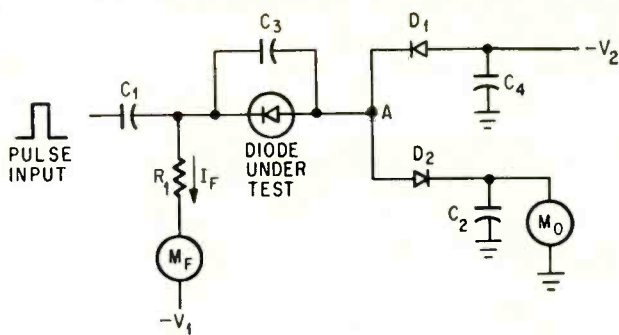 D1
C3
-V2
C1
C4
A
PULSE
INPUT
DIODE
UNDER
TEST
R1
IF
D2
C2
MO
MF
-V1